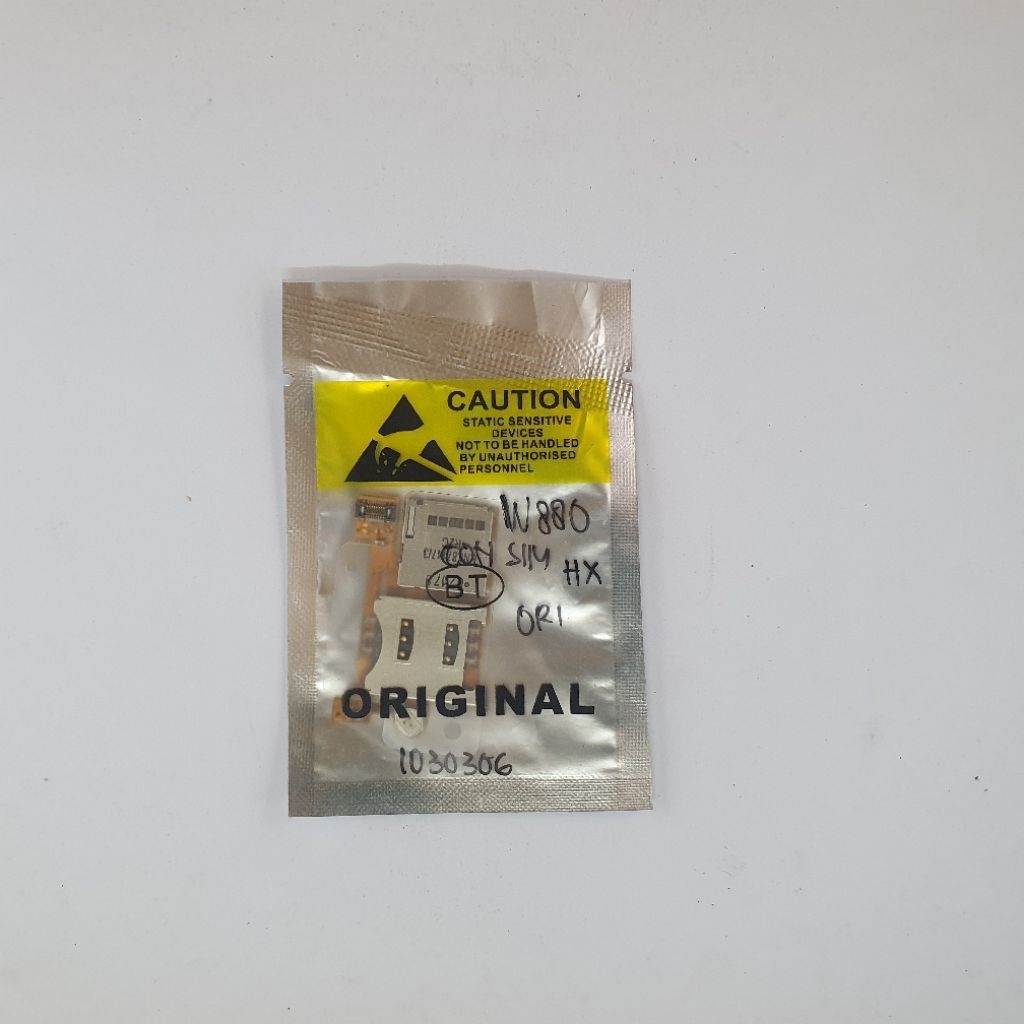 CAUTION
STATIC SENSITIVE
DEVICES
NOT TO BE HANDLED
BY UNAUTHORISED
PERSONNEL
W880
CON SIM
HX
BT
ORI
ORIGINAL
1030306